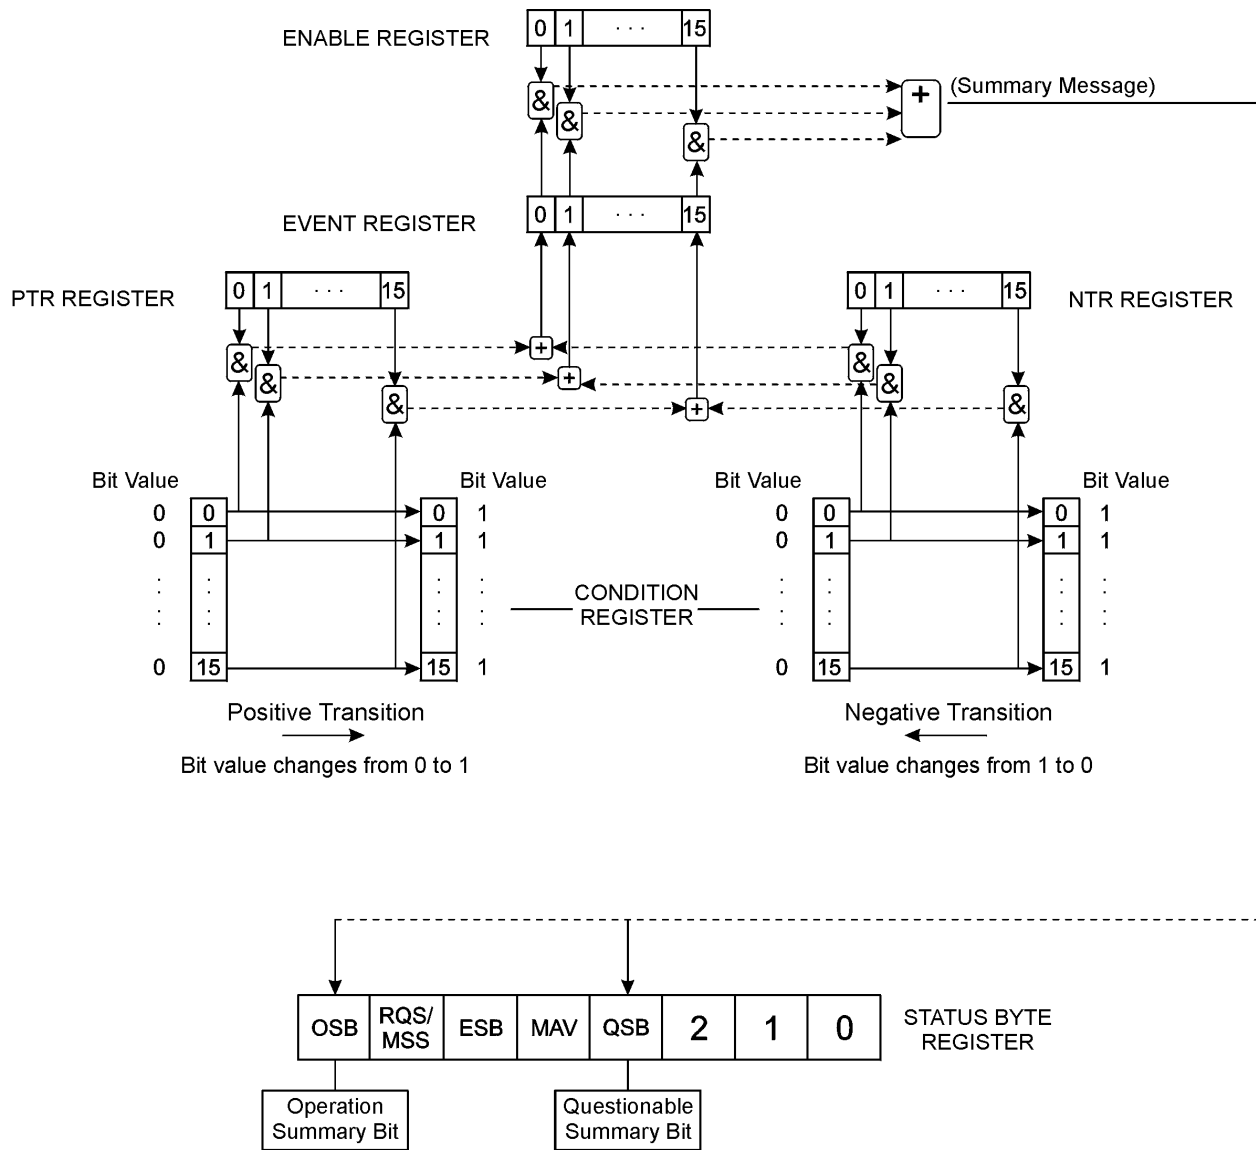 ENABLE REGISTER 0 1 · · · 15
& & &
+ (Summary Message)
EVENT REGISTER 0 1 · · · 15
PTR REGISTER 0 1 · · · 15
0 1 · · · 15 NTR REGISTER
+ + +
& & &
& & &
Bit Value Bit Value Bit Value Bit Value
0 0 0 1 0 0 0 1
0 1 1 1 0 1 1 1
CONDITION
REGISTER
0 15 15 1 0 15 15 1
Positive Transition
Bit value changes from 0 to 1
Negative Transition
Bit value changes from 1 to 0
OSB RQS/ MSS ESB MAV QSB 2 1 0
STATUS BYTE
REGISTER
Operation
Summary Bit
Questionable
Summary Bit